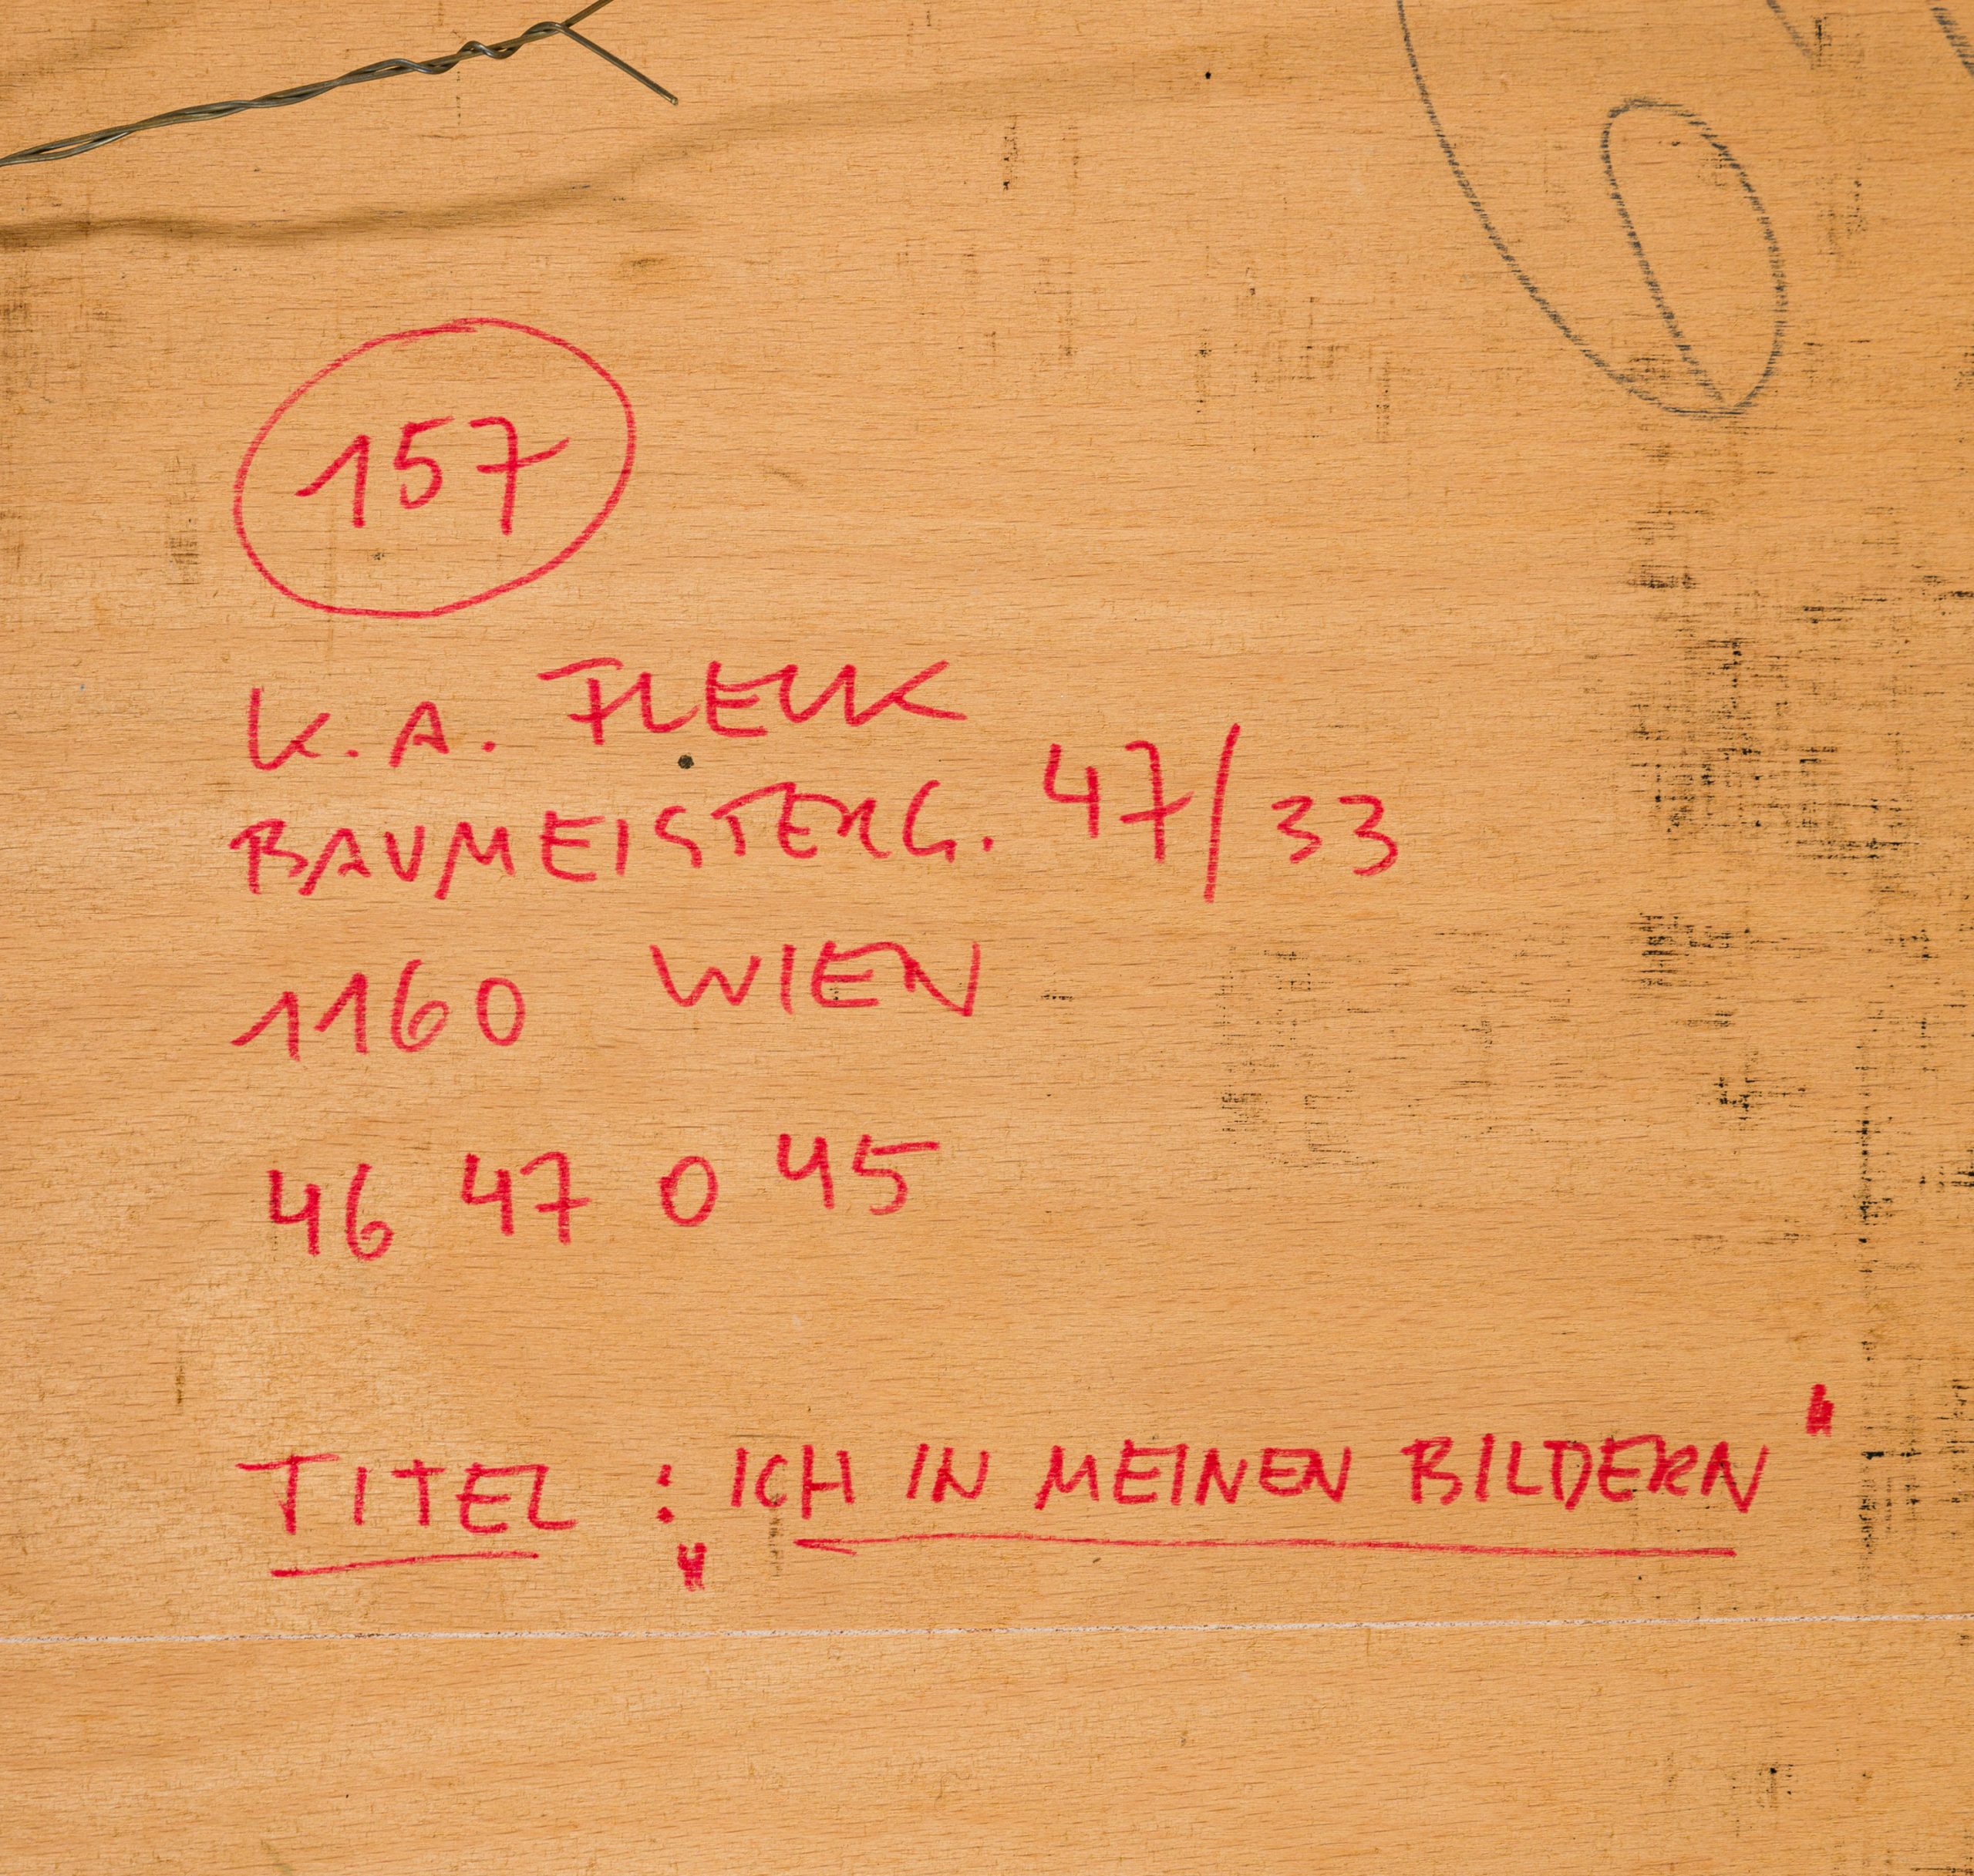 157
K. A. FLECK
BAUMEISTERG. 47/33
1160 WIEN
46 47 0 45
TITEL : „ICH IN MEINEN BILDERN“